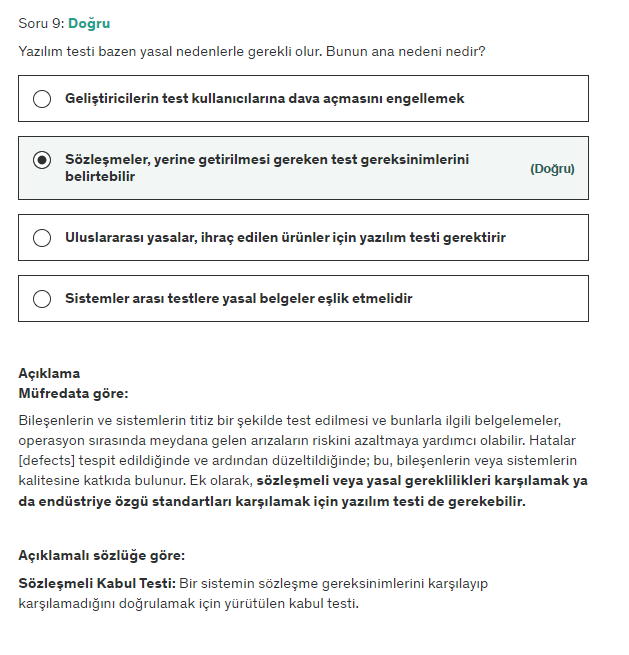 Soru 9: Doğru
Yazılım testi bazen yasal nedenlerle gerekli olur. Bunun ana nedeni nedir?
Geliştiricilerin test kullanıcılarına dava açmasını engellemek
Sözleşmeler, yerine getirilmesi gereken test gereksinimlerini
belirtebilir
(Doğru)
Uluslararası yasalar, ihraç edilen ürünler için yazılım testi gerektirir
Sistemler arası testlere yasal belgeler eşlik etmelidir
Açıklama
Müfredata göre:
Bileşenlerin ve sistemlerin titiz bir şekilde test edilmesi ve bunlarla ilgili belgelemeler,
operasyon sırasında meydana gelen arızaların riskini azaltmaya yardımcı olabilir. Hatalar
[defects] tespit edildiğinde ve ardından düzeltildiğinde; bu, bileşenlerin veya sistemlerin
kalitesine katkıda bulunur. Ek olarak, sözleşmeli veya yasal gereklilikleri karşılamak ya
da endüstriye özgü standartları karşılamak için yazılım testi de gerekebilir.
Açıklamalı sözlüğe göre:
Sözleşmeli Kabul Testi: Bir sistemin sözleşme gereksinimlerini karşılayıp
karşılamadığını doğrulamak için yürütülen kabul testi.